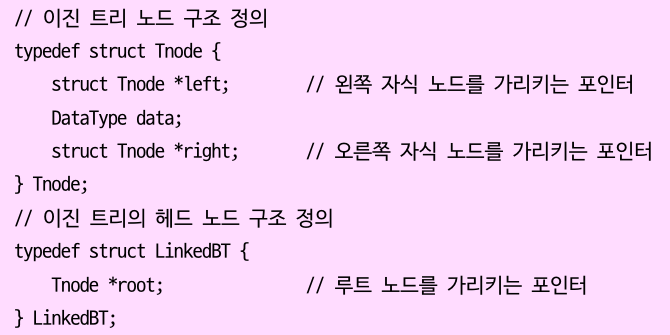 // 이진 트리 노드 구조 정의
typedef struct Tnode {
    struct Tnode *left;        // 왼쪽 자식 노드를 가리키는 포인터
    DataType data;
    struct Tnode *right;       // 오른쪽 자식 노드를 가리키는 포인터
} Tnode;
// 이진 트리의 헤드 노드 구조 정의
typedef struct LinkedBT {
    Tnode *root;               // 루트 노드를 가리키는 포인터
} LinkedBT;